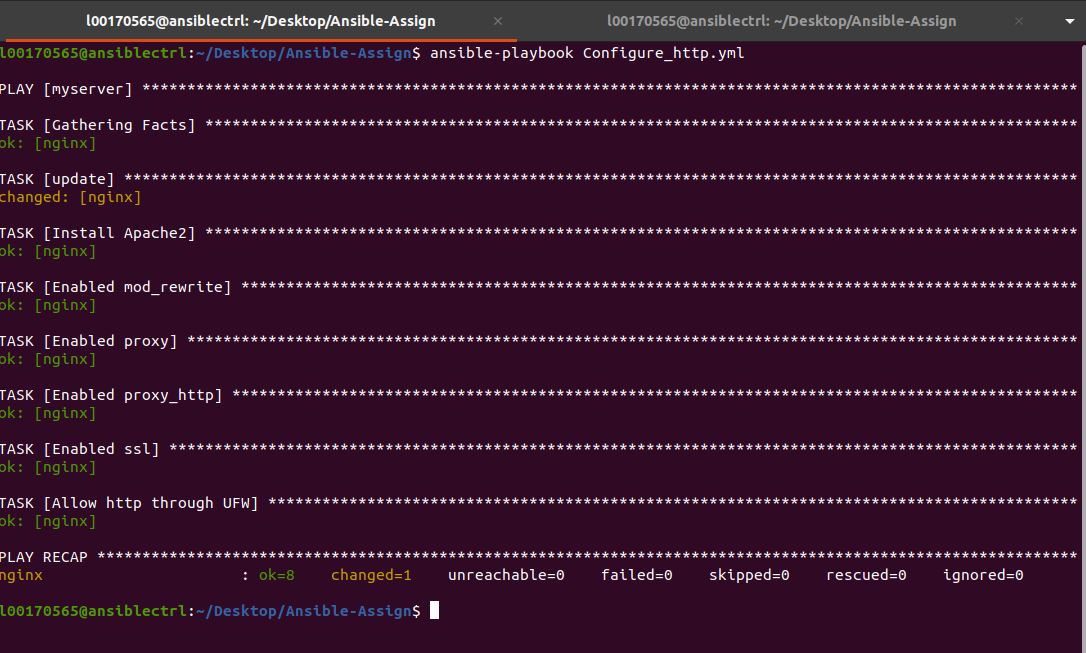 l00170565@ansiblectrl: ~/Desktop/Ansible-Assign × l00170565@ansiblectrl: ~/Desktop/Ansible-Assign ×
l00170565@ansiblectrl:~/Desktop/Ansible-Assign$ ansible-playbook Configure_http.yml
PLAY [myserver] ********************************************************************************************************
TASK [Gathering Facts] *************************************************************************************************
ok: [nginx]
TASK [update] **********************************************************************************************************
changed: [nginx]
TASK [Install Apache2] *************************************************************************************************
ok: [nginx]
TASK [Enabled mod_rewrite] *********************************************************************************************
ok: [nginx]
TASK [Enabled proxy] ***************************************************************************************************
ok: [nginx]
TASK [Enabled proxy_http] **********************************************************************************************
ok: [nginx]
TASK [Enabled ssl] *****************************************************************************************************
ok: [nginx]
TASK [Allow http through UFW] ******************************************************************************************
ok: [nginx]
PLAY RECAP *************************************************************************************************************
nginx                      : ok=8    changed=1    unreachable=0    failed=0    skipped=0    rescued=0    ignored=0
l00170565@ansiblectrl:~/Desktop/Ansible-Assign$